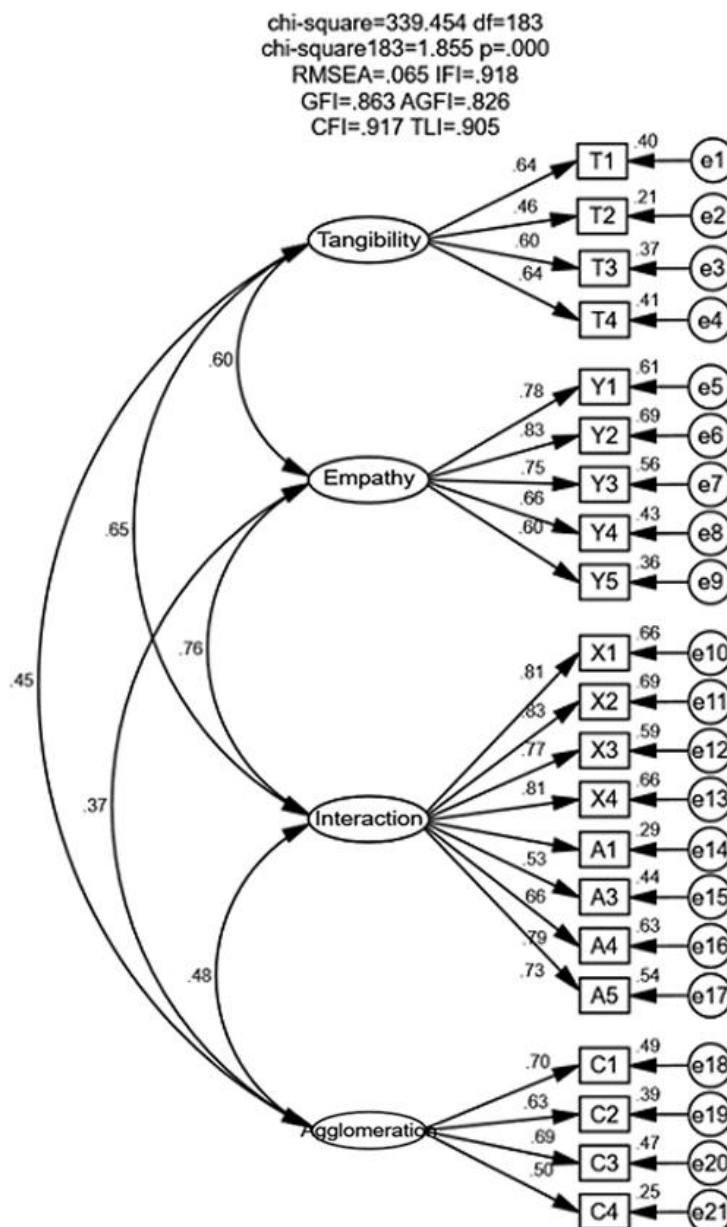 chi-square=339.454 df=183
chi-square183=1.855 p=.000
RMSEA=.065 IFI=.918
GFI=.863 AGFI=.826
CFI=.917 TLI=.905
Tangibility
.64
.46
.60
.64
T1
.40
e1
T2
.21
e2
T3
.37
e3
T4
.41
e4
.60
Empathy
.78
.83
.75
.66
.60
Y1
.61
e5
Y2
.69
e6
Y3
.56
e7
Y4
.43
e8
Y5
.36
e9
.65
.76
.45
.37
Interaction
.81
.83
.77
.81
.53
.66
.79
.73
X1
.66
e10
X2
.69
e11
X3
.59
e12
X4
.66
e13
A1
.29
e14
A3
.44
e15
A4
.63
e16
A5
.54
e17
.48
Agglomeration
.70
.63
.69
.50
C1
.49
e18
C2
.39
e19
C3
.47
e20
C4
.25
e21